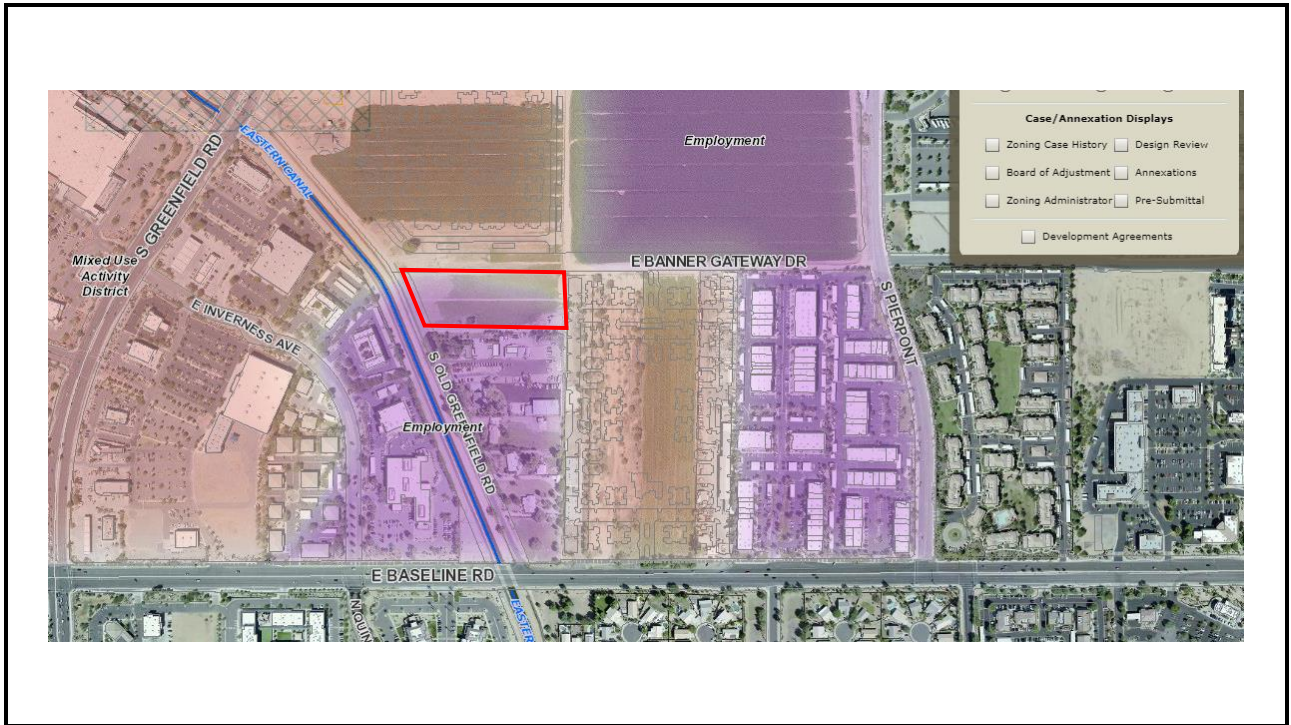 Case/Annexation Displays
Zoning Case History
Design Review
Board of Adjustment
Annexations
Zoning Administrator
Pre-Submittal
Development Agreements
Employment
EASTERN CANAL
S GREENFIELD RD
Mixed Use
Activity
District
E INVERNESS AVE
E BANNER GATEWAY DR
S PIERPONT
S OLD GREENFIELD RD
Employment
E BASELINE RD
EASTER